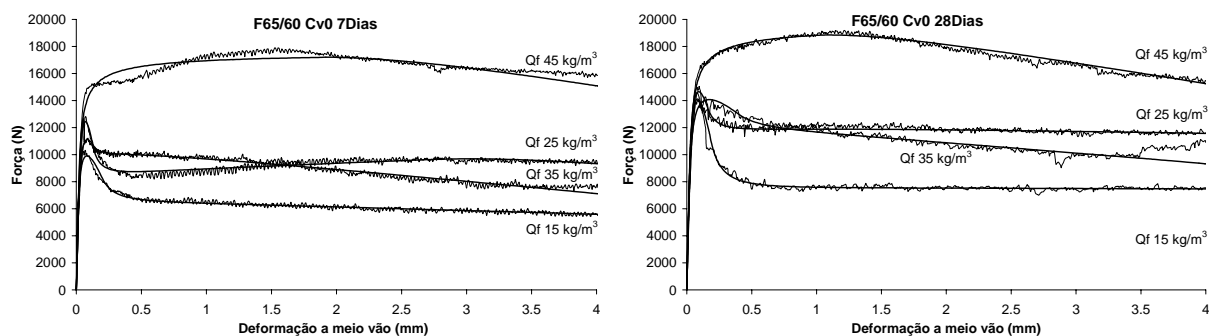 F65/60 Cv0 7Dias
20000
18000
16000
14000
12000
10000
8000
6000
4000
2000
0
Força (N)
Qf 45 kg/m³
Qf 25 kg/m³
Qf 35 kg/m³
Qf 15 kg/m³
0 0.5 1 1.5 2 2.5 3 3.5 4
Deformação a meio vão (mm)
F65/60 Cv0 28Dias
20000
18000
16000
14000
12000
10000
8000
6000
4000
2000
0
Força (N)
Qf 45 kg/m³
Qf 25 kg/m³
Qf 35 kg/m³
Qf 15 kg/m³
0 0.5 1 1.5 2 2.5 3 3.5 4
Deformação a meio vão (mm)